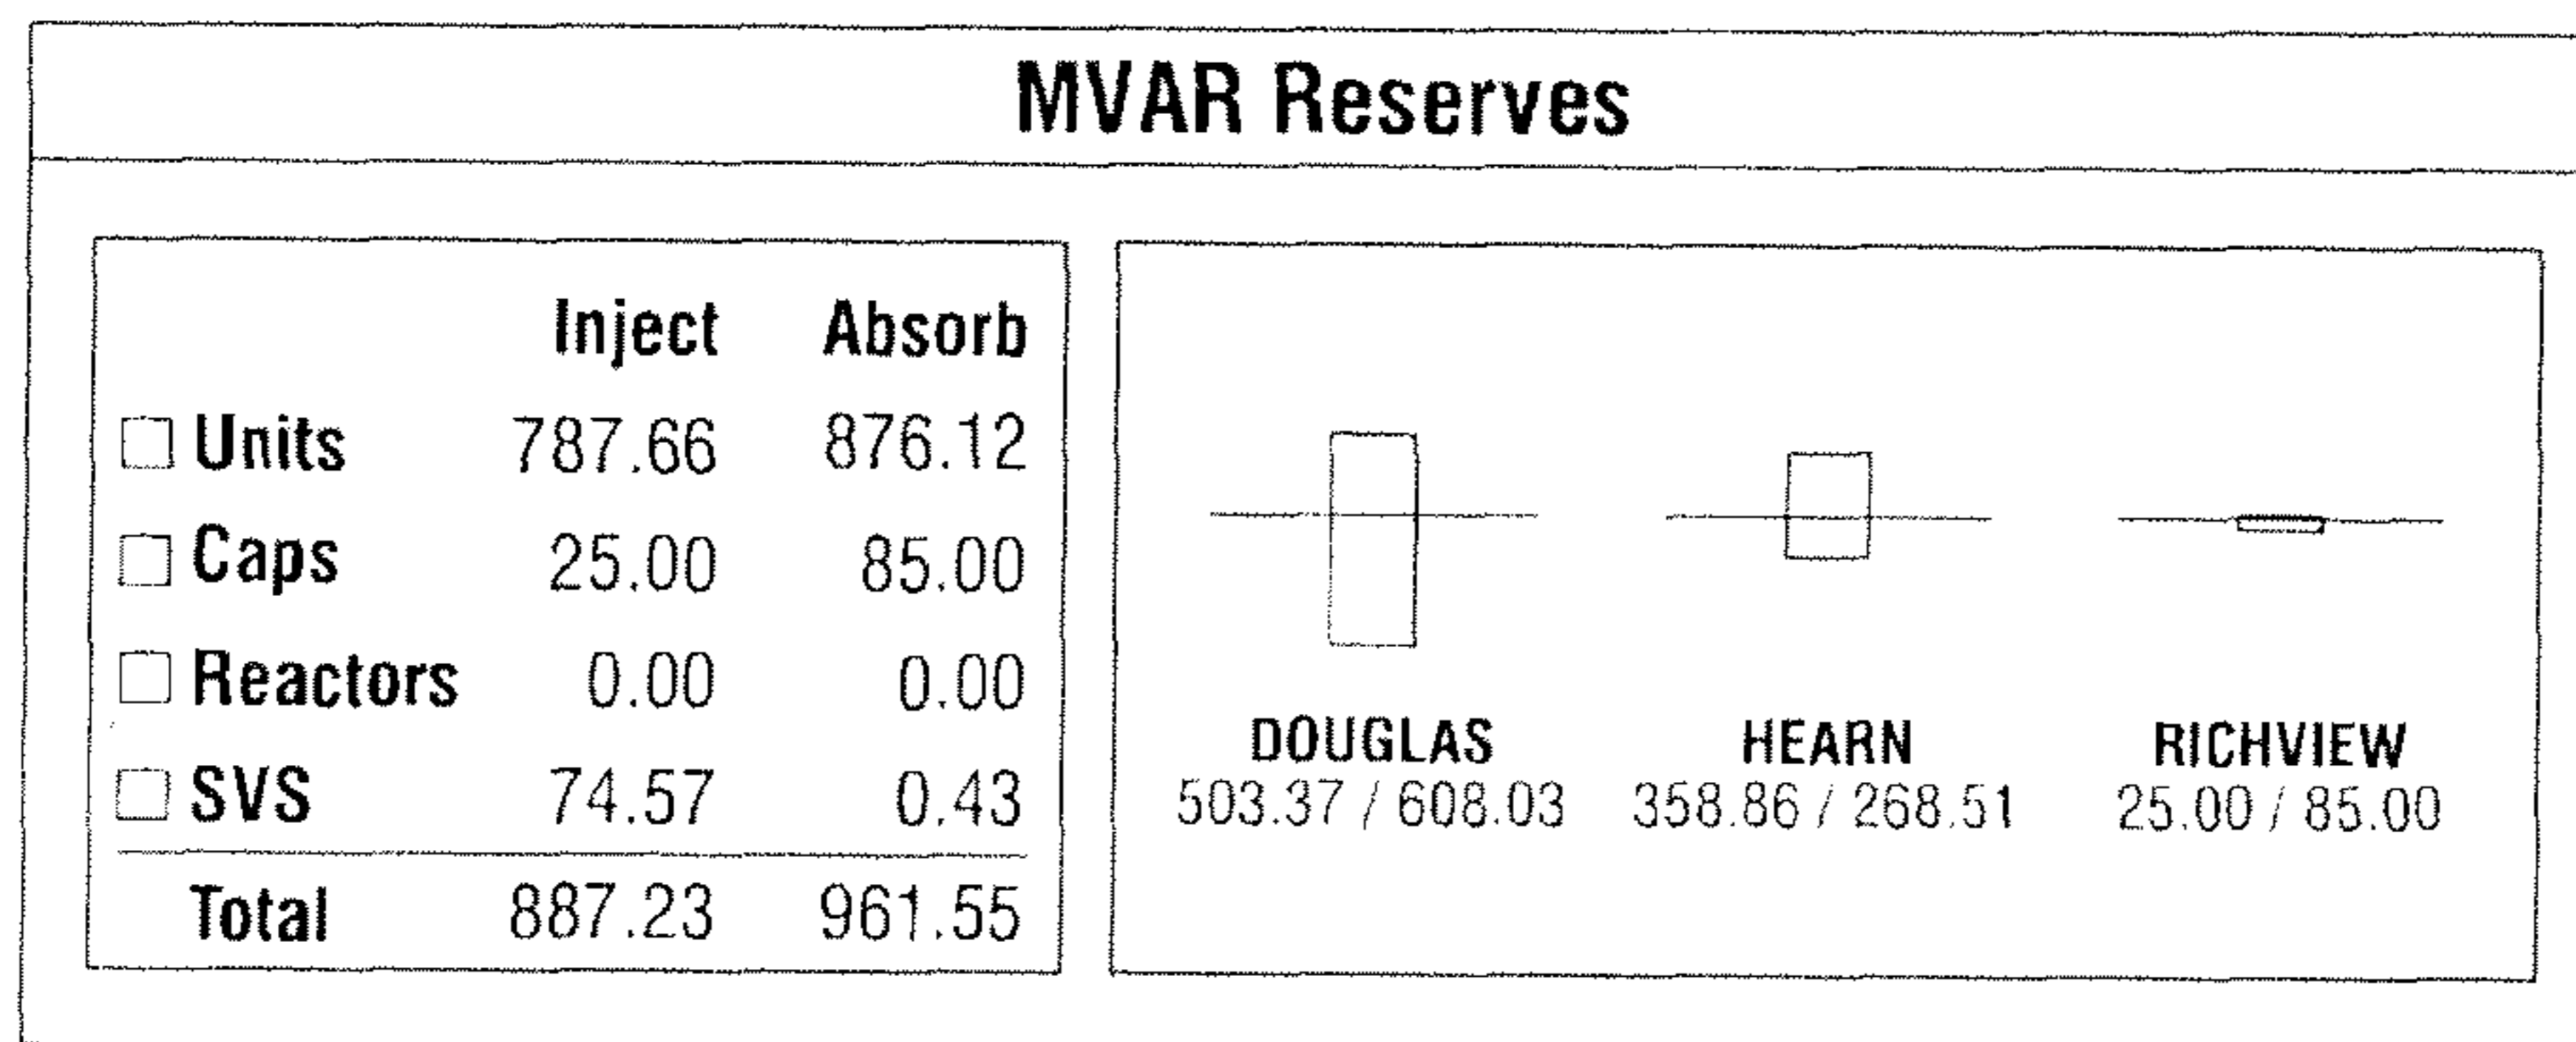 MVAR Reserves
Inject Absorb
Units 787.66 876.12
Caps 25.00 85.00
Reactors 0.00 0.00
SVS 74.57 0.43
Total 887.23 961.55
DOUGLAS HEARN RICHVIEW
503.37 / 608.03 358.86 / 268.51 25.00 / 85.00